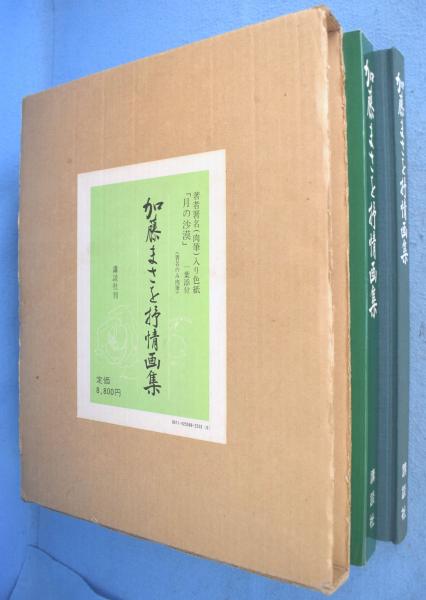 著者署名(肉筆)入り色紙
「月の沙漠」一葉添付
(署名のみ肉筆)
加藤まさを抒情画集
講談社刊
定価
8,800円
加藤まさを抒情画集
講談社
加藤まさを抒情画集
講談社